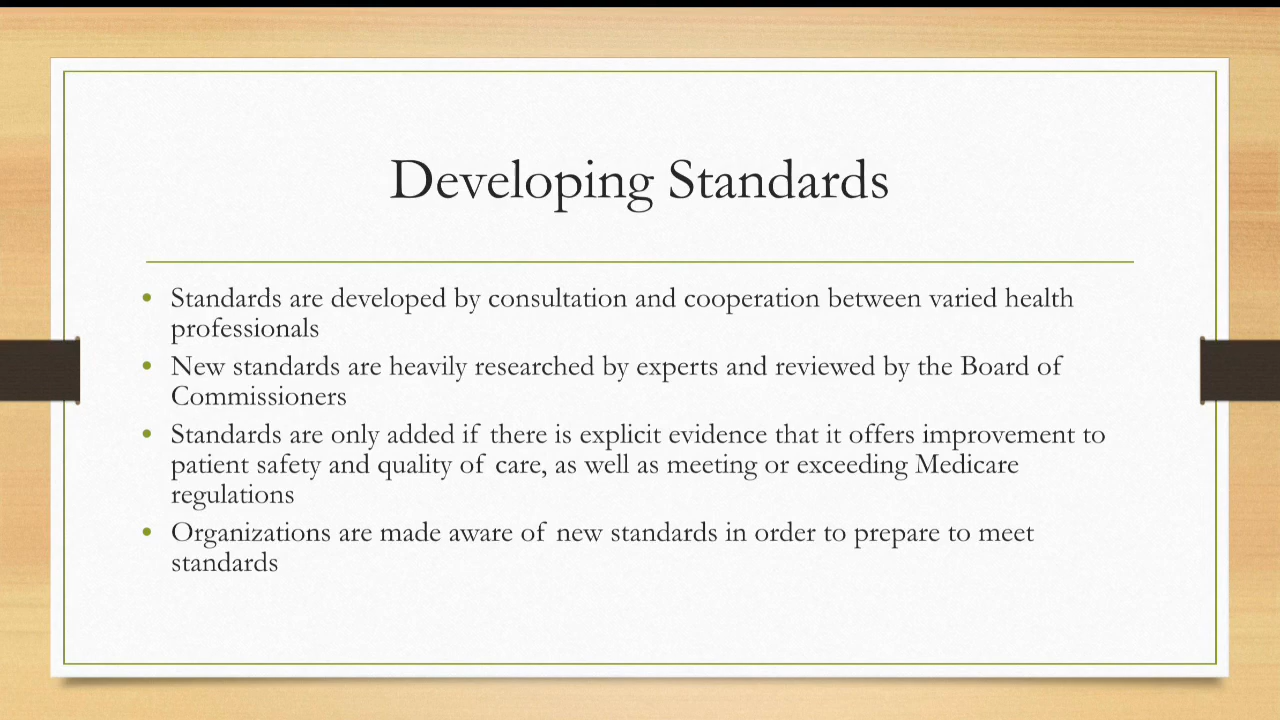 Developing Standards
• Standards are developed by consultation and cooperation between varied health
professionals
• New standards are heavily researched by experts and reviewed by the Board of
Commissioners
• Standards are only added if there is explicit evidence that it offers improvement to
patient safety and quality of care, as well as meeting or exceeding Medicare
regulations
• Organizations are made aware of new standards in order to prepare to meet
standards